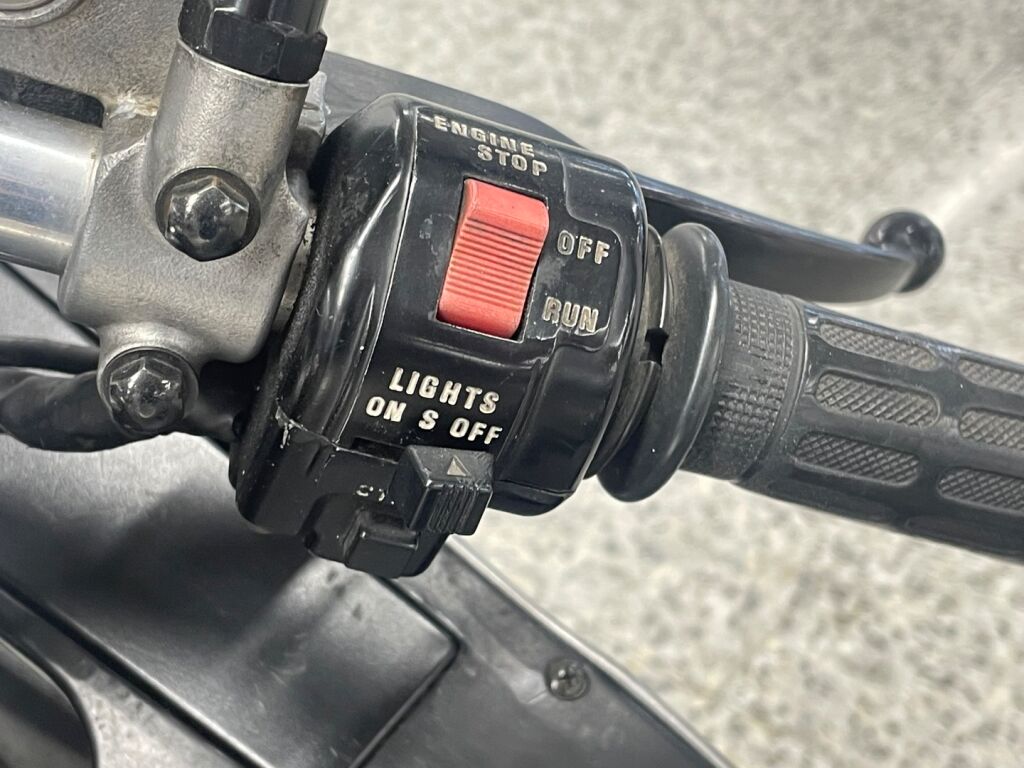 ENGINE
STOP
OFF
RUN
LIGHTS
ON S OFF